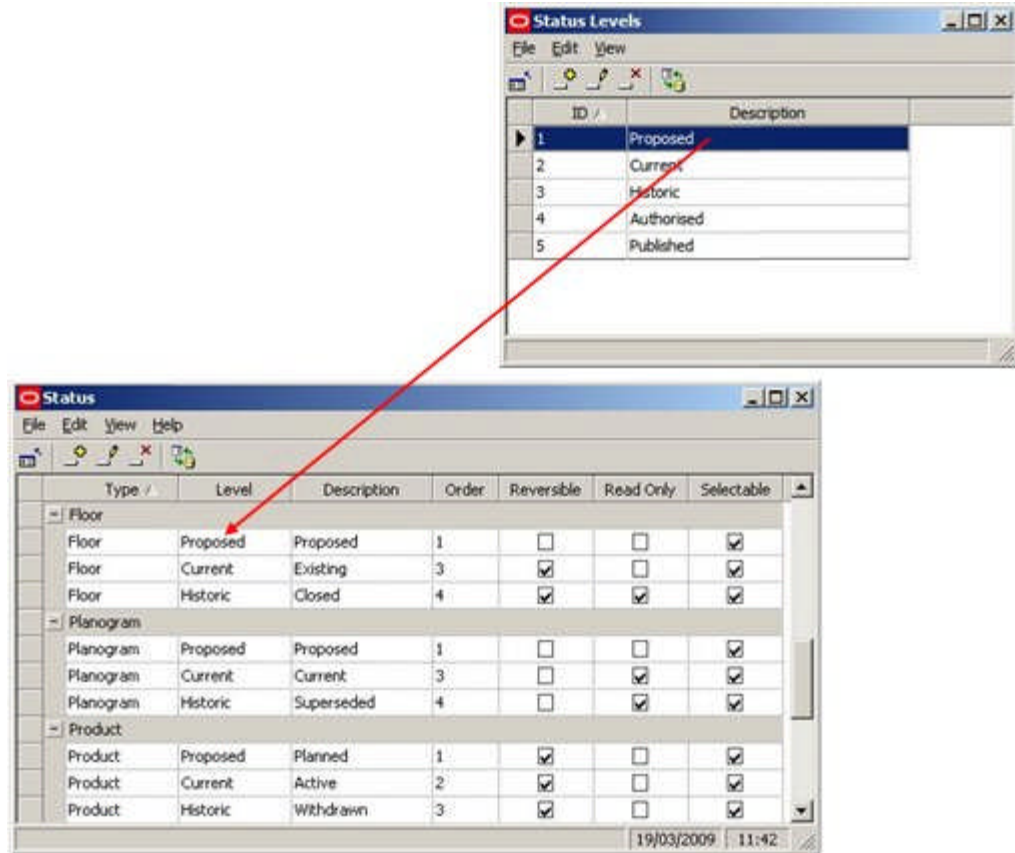 Status Levels
File Edit View
ID Description
1 Proposed
2 Current
3 Historic
4 Authorised
5 Published
Status
File Edit View Help
Type Level Description Order Reversible Read Only Selectable
Floor
Floor Proposed Proposed 1
Floor Current Existing 3
Floor Historic Closed 4
Planogram
Planogram Proposed Proposed 1
Planogram Current Current 3
Planogram Historic Superseded 4
Product
Product Proposed Planned 1
Product Current Active 2
Product Historic Withdrawn 3
19/03/2009 11:42